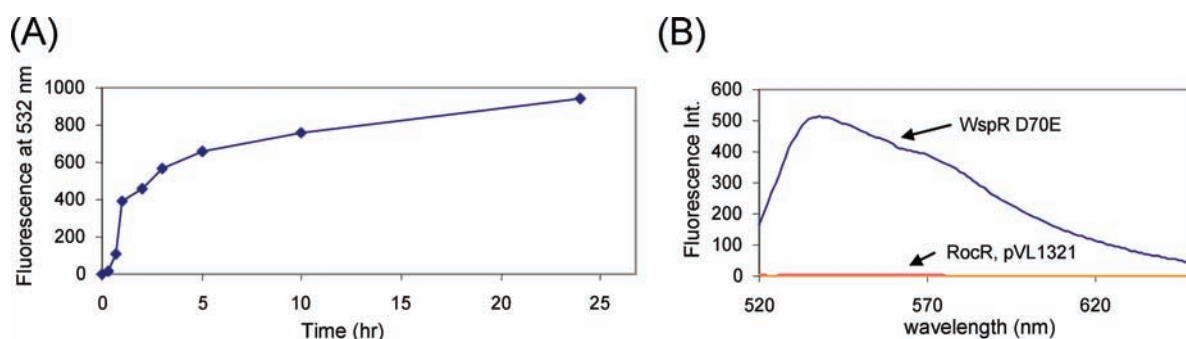 (A)
Fluorescence at 532 nm
1000
800
600
400
200
0
0 5 10 15 20 25
Time (hr)
(B)
Fluorescence Int.
600
500
400
300
200
100
0
WspR D70E
RocR, pVL1321
520 570 620
wavelength (nm)